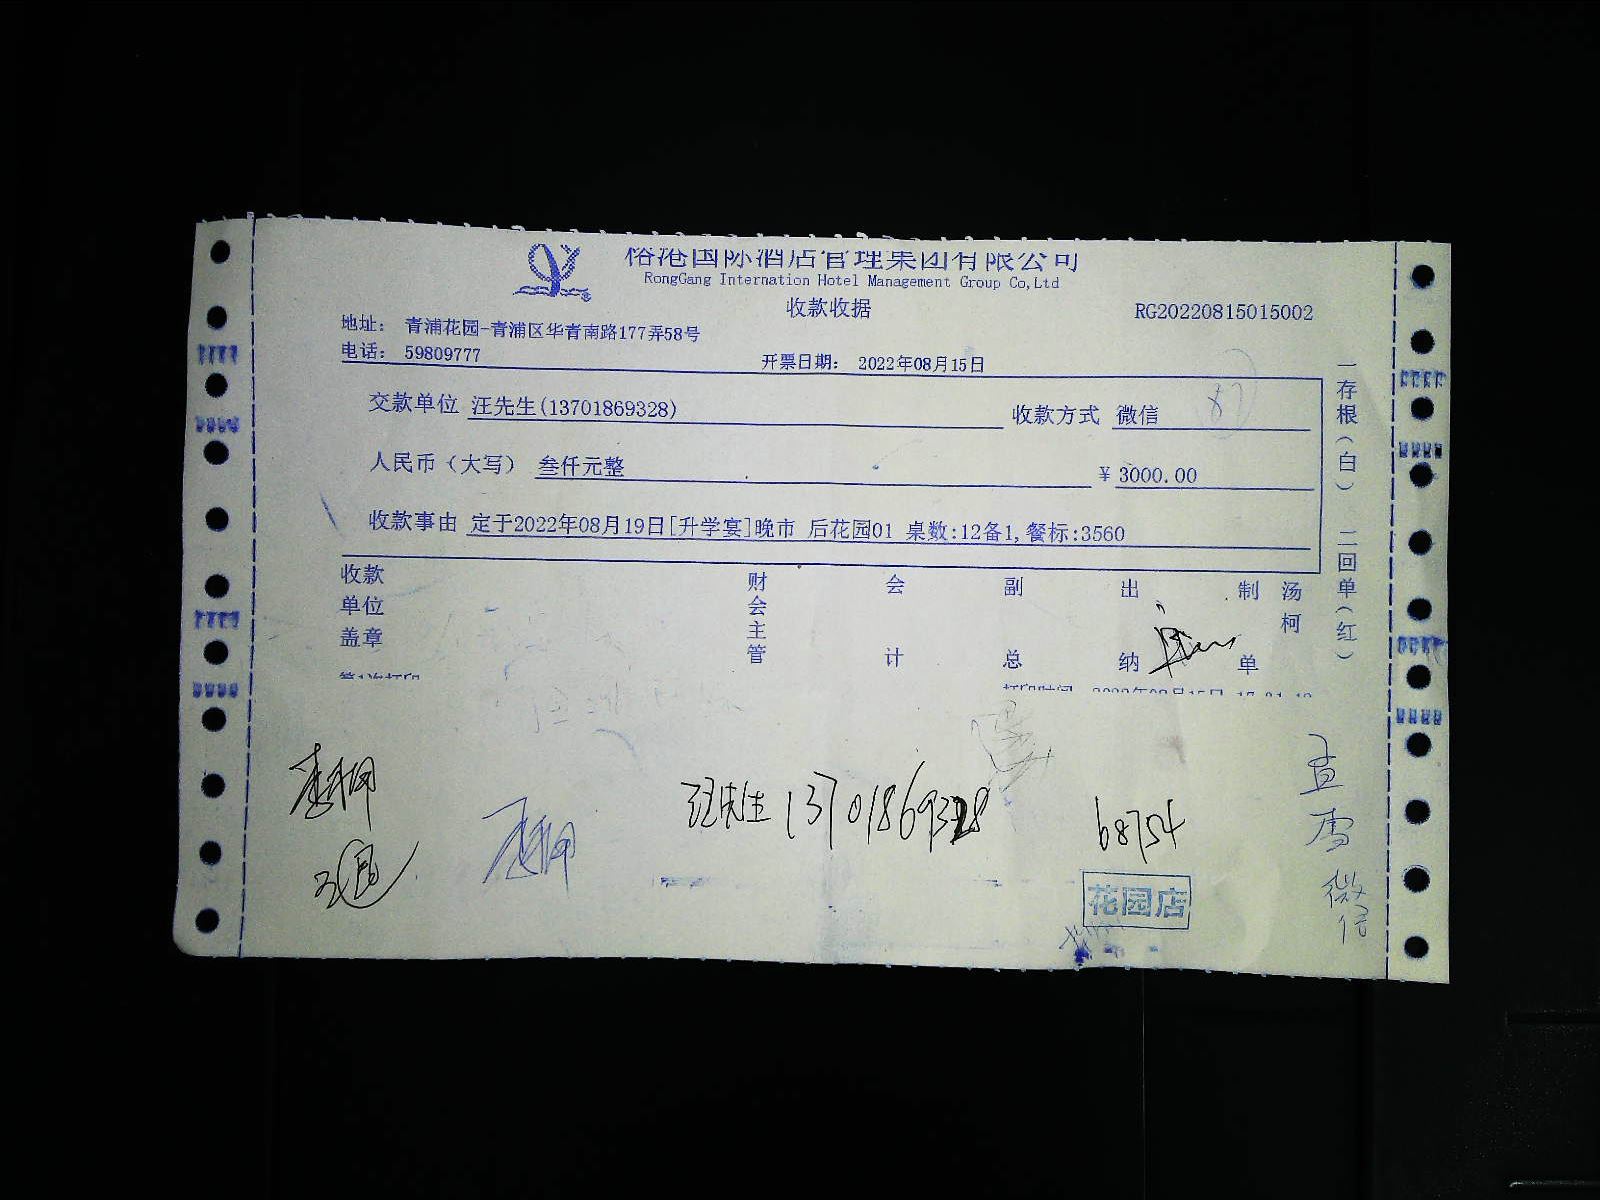 榕港国际酒店管理集团有限公司
RongGang Internation Hotel Management Group Co,Ltd
收款收据
RG20220815015002
地址： 青浦花园-青浦区华青南路177弄58号
电话： 59809777
开票日期： 2022年08月15日
交款单位 汪先生(13701869328)
收款方式 微信
人民币（大写） 叁仟元整
¥ 3000.00
收款事由 定于2022年08月19日[升学宴]晚市 后花园01 桌数:12备1,餐标:3560
收款单位盖章
财会主管
会计
副总
出纳
制单
汤柯
一存根(白) 二回单(红)
汪先生 13701869328
68754
花园店
微信